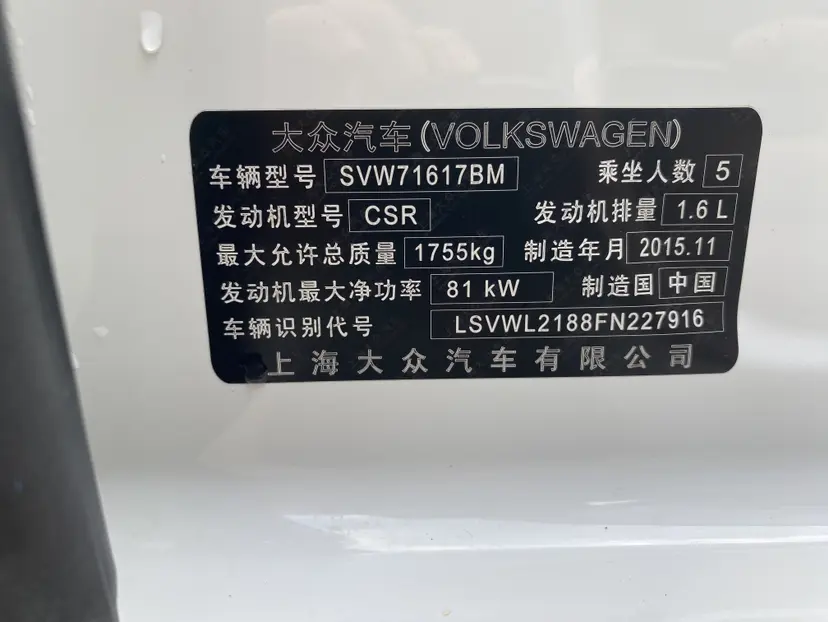 大众汽车(VOLKSWAGEN)
车辆型号 SVW71617BM 乘坐人数 5
发动机型号 CSR 发动机排量 1.6 L
最大允许总质量 1755kg 制造年月 2015.11
发动机最大净功率 81 kW 制造国 中国
车辆识别代号 LSVWL2188FN227916
上海大众汽车有限公司